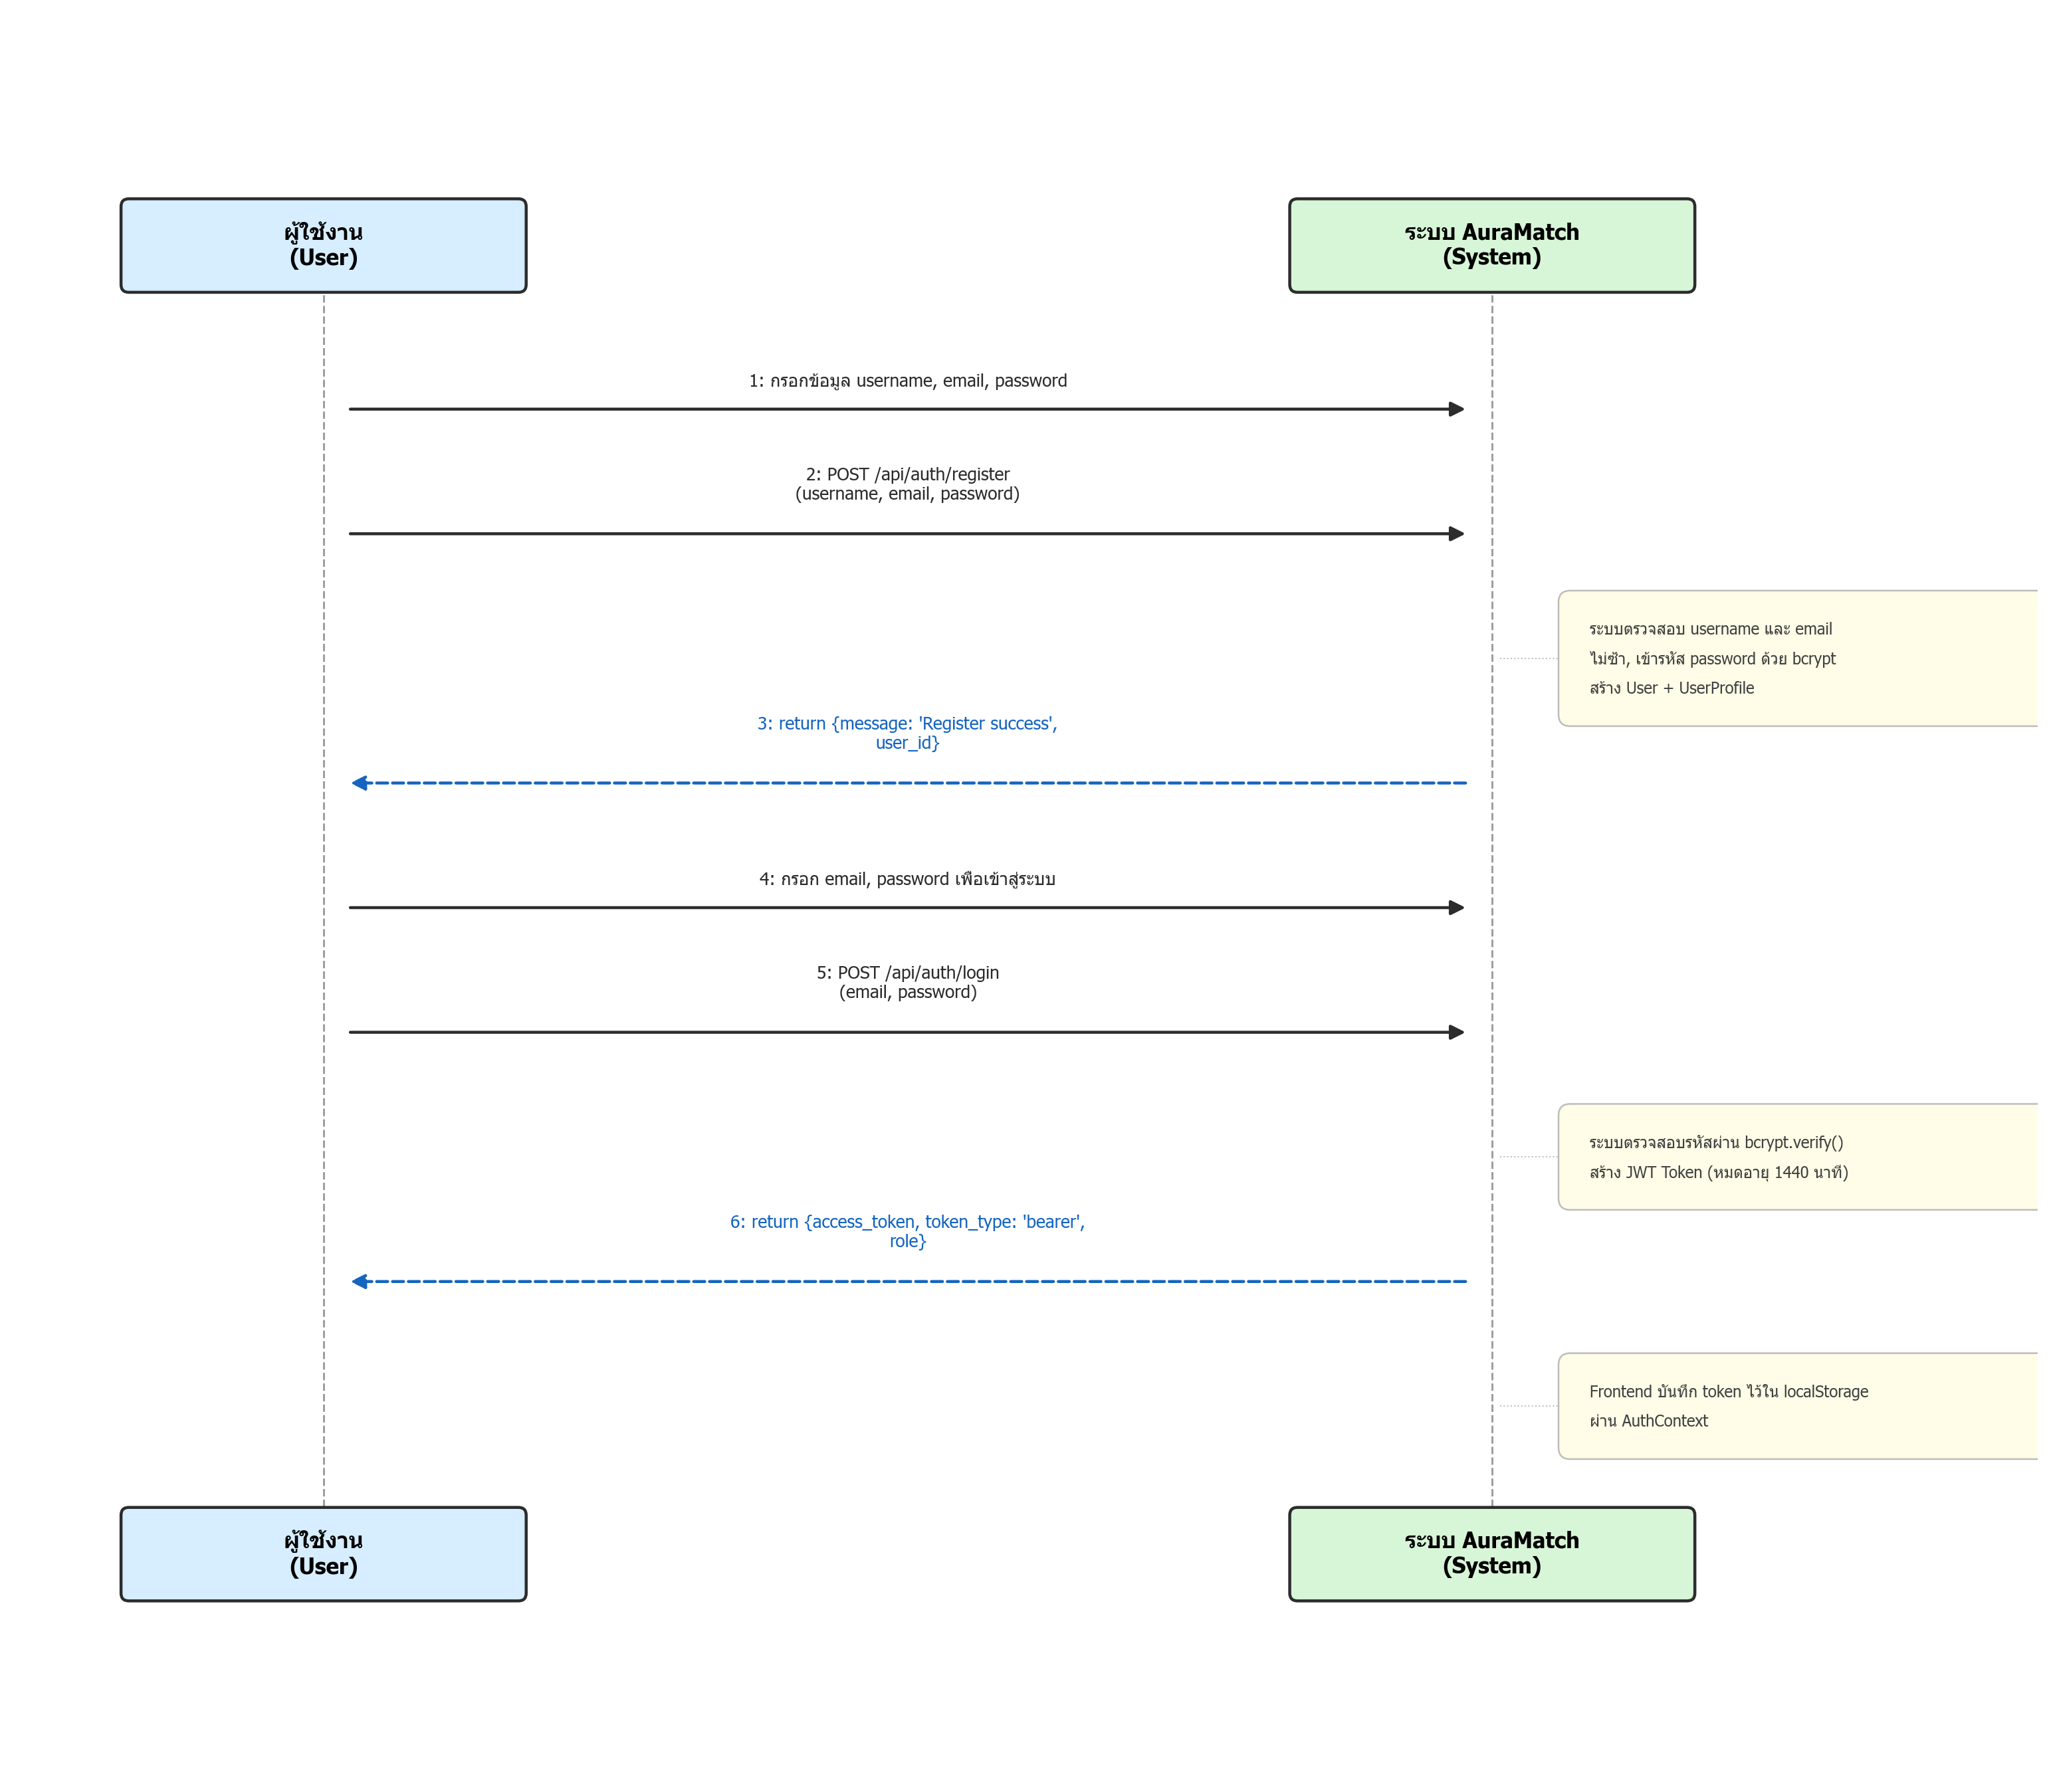 ผู้ใช้งาน
(User)
ระบบ AuraMatch
(System)
1: กรอกข้อมูล username, email, password
2: POST /api/auth/register
(username, email, password)
ระบบตรวจสอบ username และ email
ไม่ซ้ำ, เข้ารหัส password ด้วย bcrypt
สร้าง User + UserProfile
3: return {message: 'Register success',
user_id}
4: กรอก email, password เพื่อเข้าสู่ระบบ
5: POST /api/auth/login
(email, password)
ระบบตรวจสอบรหัสผ่าน bcrypt.verify()
สร้าง JWT Token (หมดอายุ 1440 นาที)
6: return {access_token, token_type: 'bearer',
role}
Frontend บันทึก token ไว้ใน localStorage
ผ่าน AuthContext
ผู้ใช้งาน
(User)
ระบบ AuraMatch
(System)